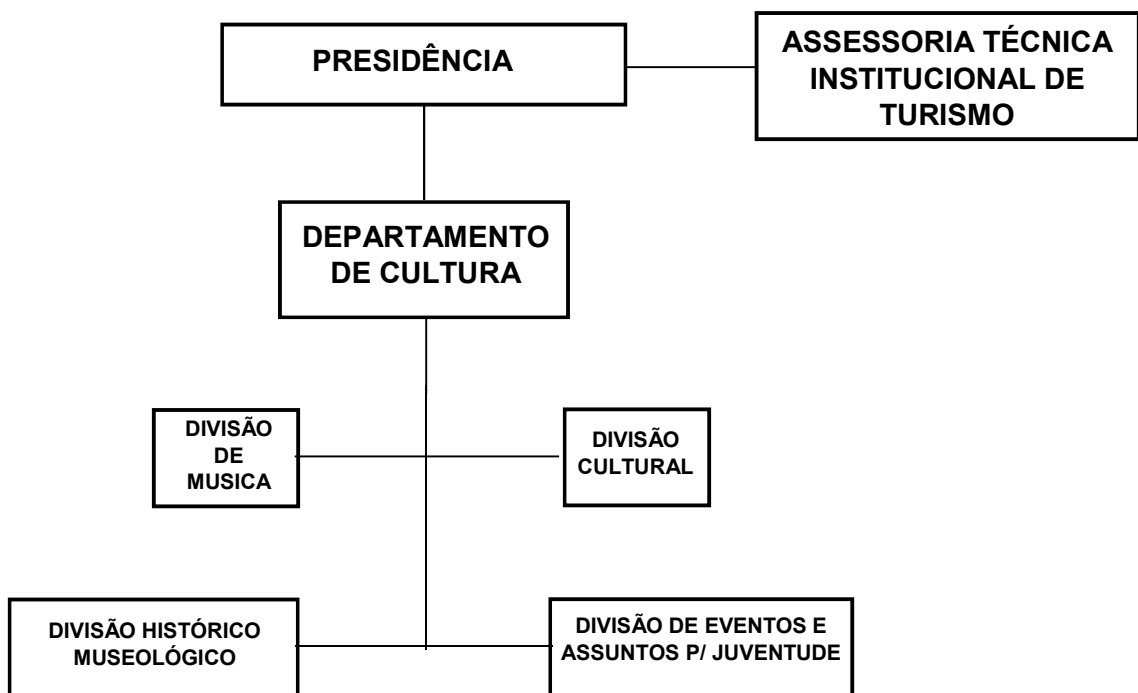 PRESIDÊNCIA
ASSESSORIA TÉCNICA
INSTITUCIONAL DE
TURISMO
DEPARTAMENTO
DE CULTURA
DIVISÃO
DE
MUSICA
DIVISÃO
CULTURAL
DIVISÃO HISTÓRICO
MUSEOLÓGICO
DIVISÃO DE EVENTOS E
ASSUNTOS P/ JUVENTUDE